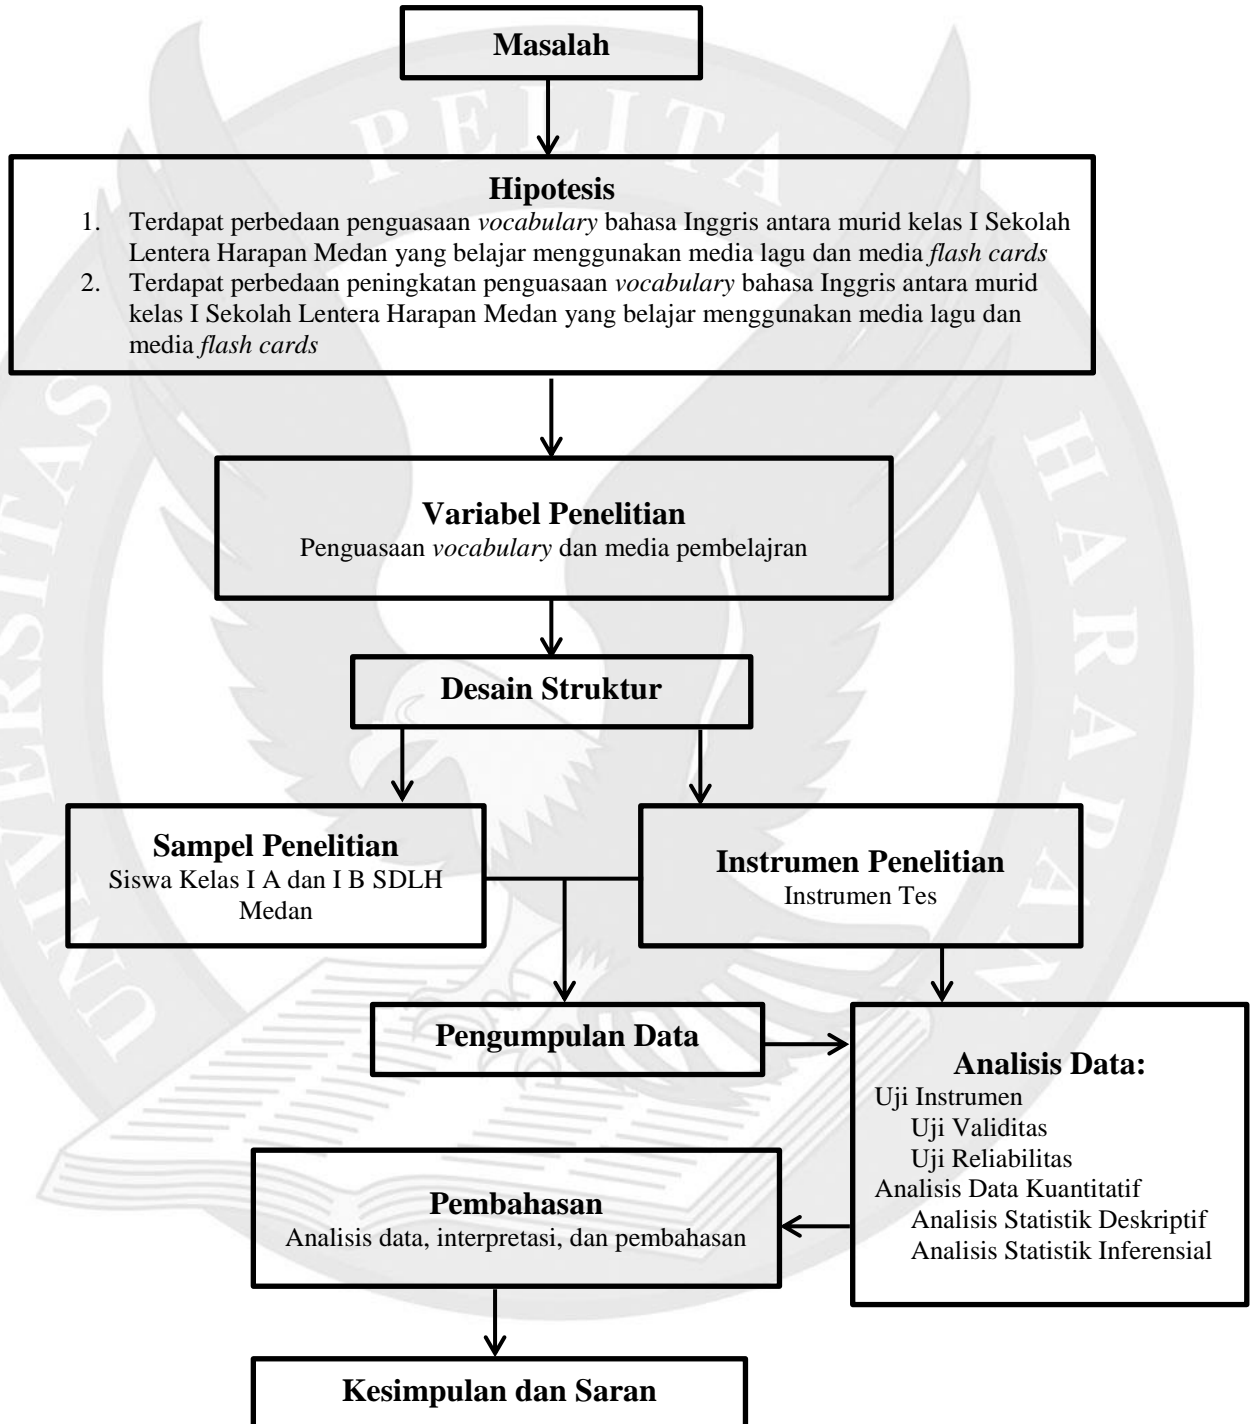 Masalah
Hipotesis
1. Terdapat perbedaan penguasaan vocabulary bahasa Inggris antara murid kelas I Sekolah
Lentera Harapan Medan yang belajar menggunakan media lagu dan media flash cards
2. Terdapat perbedaan peningkatan penguasaan vocabulary bahasa Inggris antara murid
kelas I Sekolah Lentera Harapan Medan yang belajar menggunakan media lagu dan
media flash cards
Variabel Penelitian
Penguasaan vocabulary dan media pembelajran
Desain Struktur
Sampel Penelitian
Siswa Kelas I A dan I B SDLH
Medan
Instrumen Penelitian
Instrumen Tes
Pengumpulan Data
Analisis Data:
Uji Instrumen
Uji Validitas
Uji Reliabilitas
Analisis Data Kuantitatif
Analisis Statistik Deskriptif
Analisis Statistik Inferensial
Pembahasan
Analisis data, interpretasi, dan pembahasan
Kesimpulan dan Saran
UNIVERSITAS PELITA HARAPAN